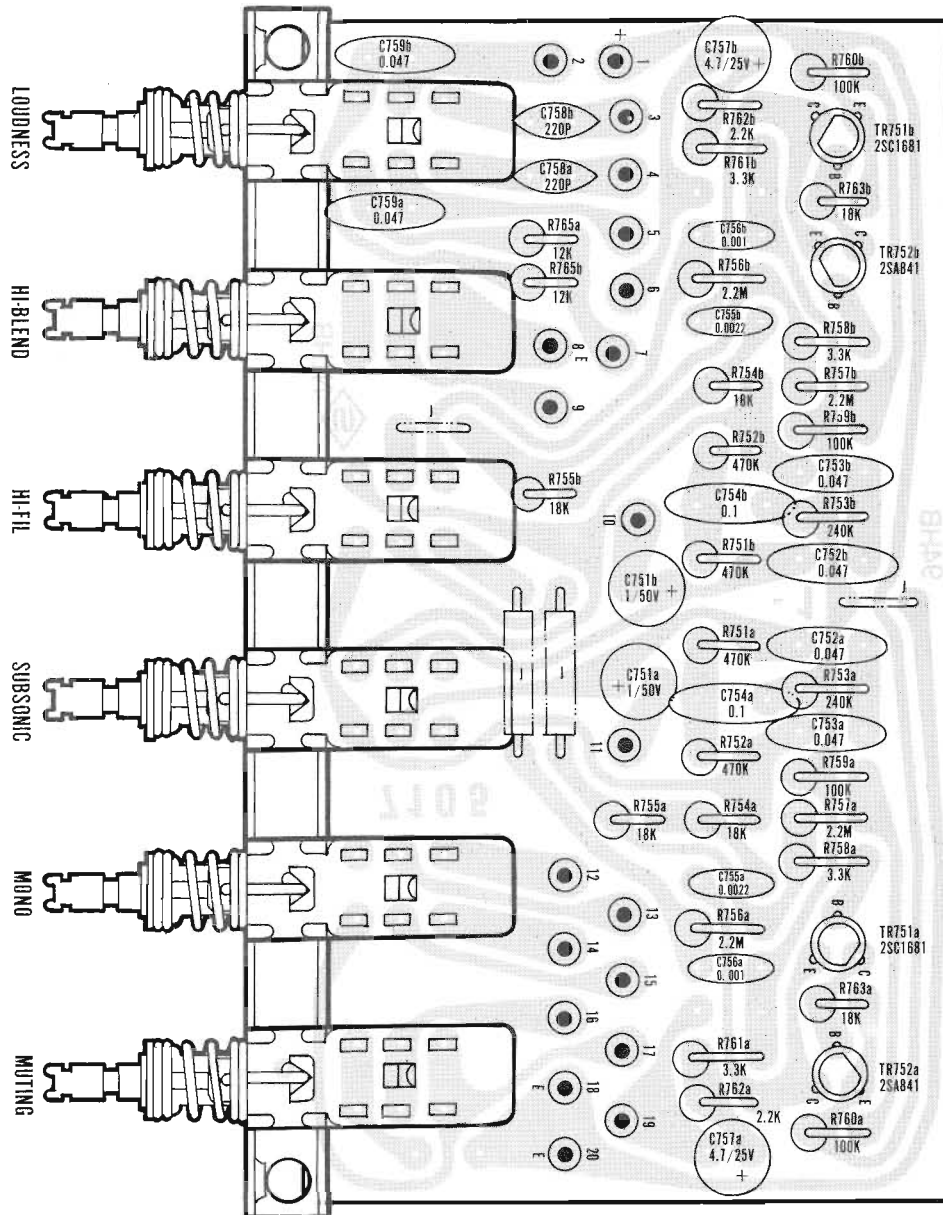 LOUDNESS
HI-BLEND
HI-FIL
SUBSONIC
MONO
MUTING
C759b
0.047
2
+
1
C757b
4.7/25V +
R760b
100K
C758b
220P
3
R762b
2.2K
R761b
3.3K
C E
B
TR751b
2SC1681
C758a
220P
4
R763b
18K
C759a
0.047
R765a
12K
5
C756b
0.001
E C
B
TR752b
2SA841
R765b
12K
6
R756b
2.2M
C755b
0.0022
8 E
7
R758b
3.3K
R754b
18K
R757b
2.2M
9
J
R759b
100K
R752b
470K
C753b
0.047
R755b
18K
C754b
0.1
R753b
240K
10
R751b
470K
C752b
0.047
C751b +
1/50V
J
94HB
R751a
470K
C752a
0.047
C751a
+ 1/50V
R753a
240K
C754a
0.1
C753a
0.047
11
R752a
470K
R759a
100K
7105
R755a
18K
R754a
18K
R757a
2.2M
R758a
3.3K
12
C755a
0.0022
13
R756a
2.2M
B
E C
TR751a
2SC1681
14
C756a
0.001
15
R763a
18K
16
17
R761a
3.3K
B
C E
TR752a
2SA841
E 18
R762a
2.2K
19
R760a
100K
E 20
C757a
4.7/25V
+